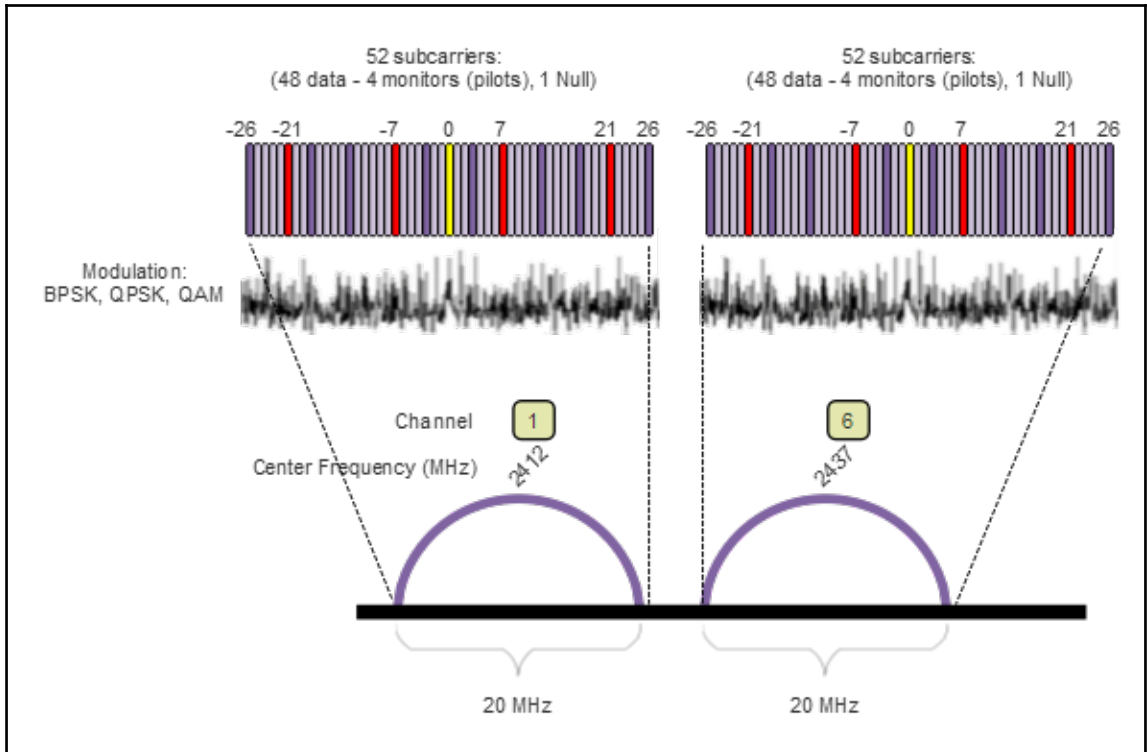 52 subcarriers:
(48 data - 4 monitors (pilots), 1 Null)
52 subcarriers:
(48 data - 4 monitors (pilots), 1 Null)
-26 -21 -7 0 7 21 26
-26 -21 -7 0 7 21 26
Modulation:
BPSK, QPSK, QAM
Channel 1 6
Center Frequency (MHz) 2412 2437
20 MHz 20 MHz